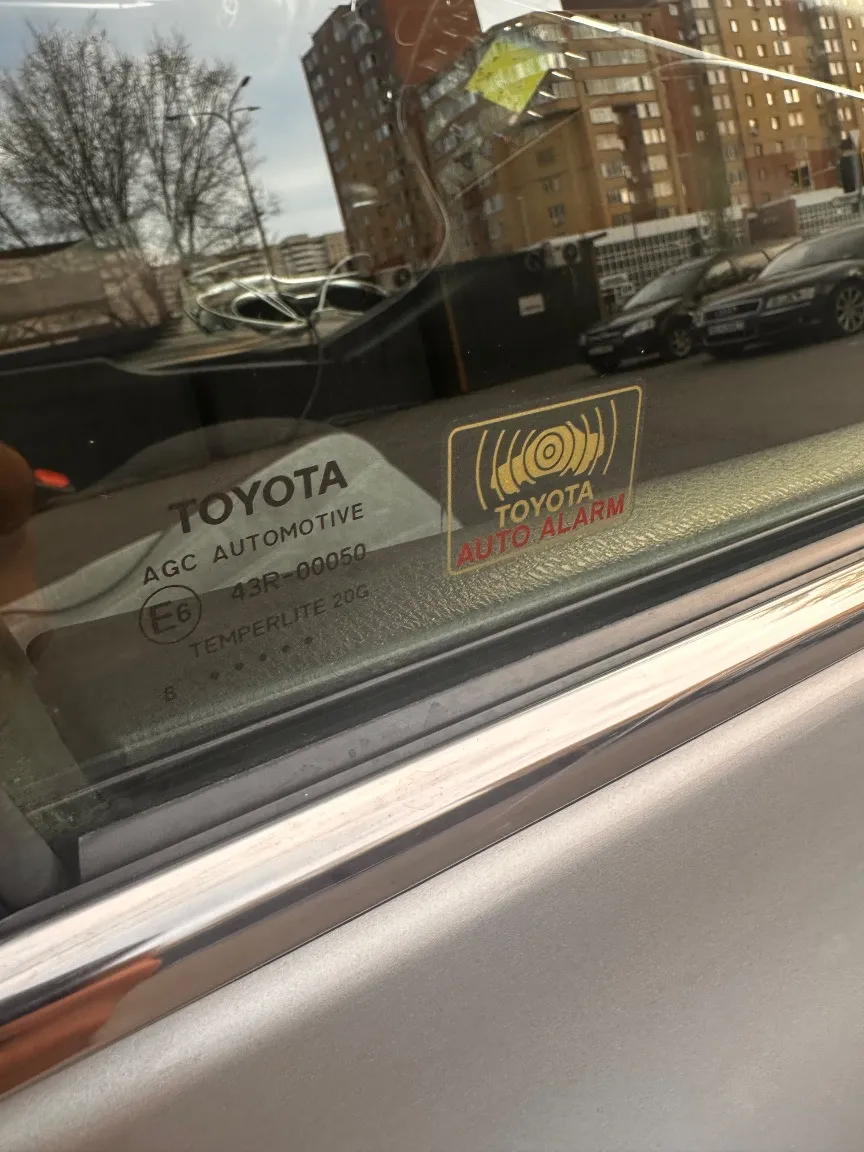 TOYOTA
AGC AUTOMOTIVE
E6 43R-00050
TEMPERLITE 20G
8 • • • • •
TOYOTA
AUTO ALARM